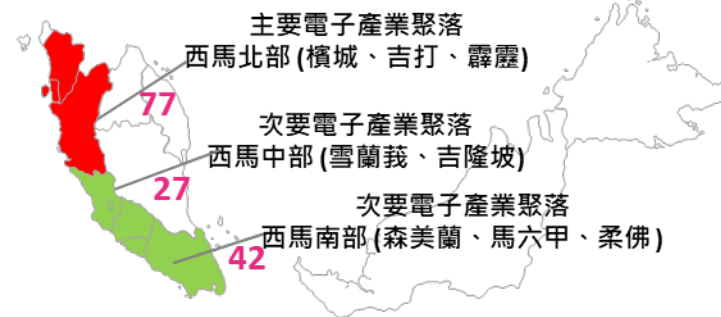 主要電子產業聚落
西馬北部(檳城、吉打、霹靂)
77
次要電子產業聚落
西馬中部(雪蘭莪、吉隆坡)
27
次要電子產業聚落
西馬南部(森美蘭、馬六甲、柔佛)
42